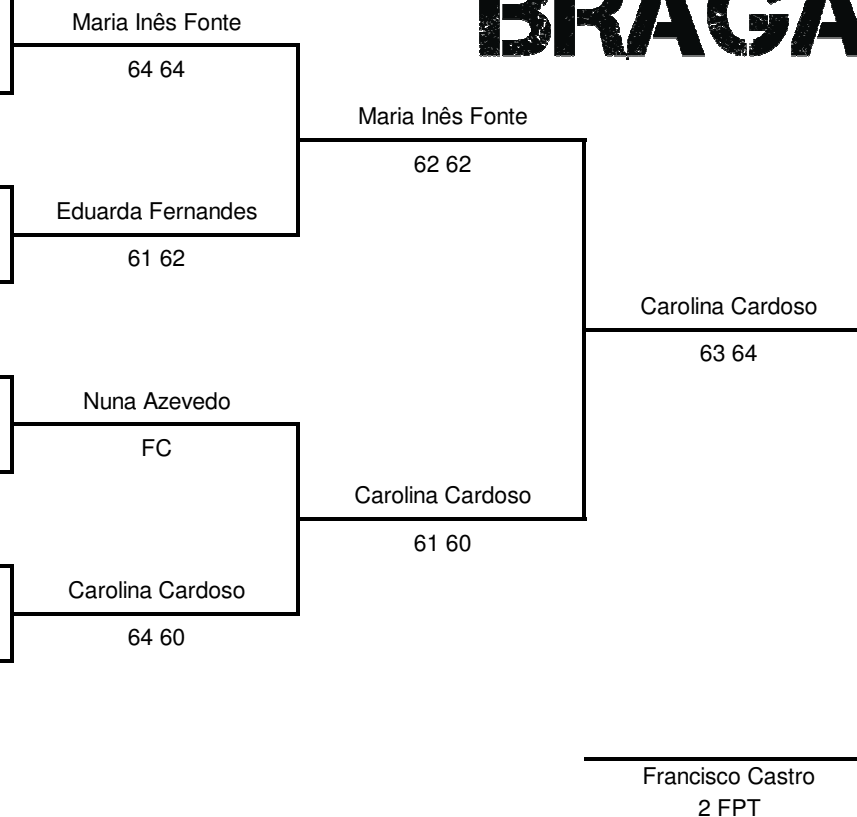 BRAGA
Maria Inês Fonte
64 64
Maria Inês Fonte
62 62
Eduarda Fernandes
61 62
Carolina Cardoso
63 64
Nuna Azevedo
FC
Carolina Cardoso
61 60
Carolina Cardoso
64 60
Francisco Castro
2 FPT